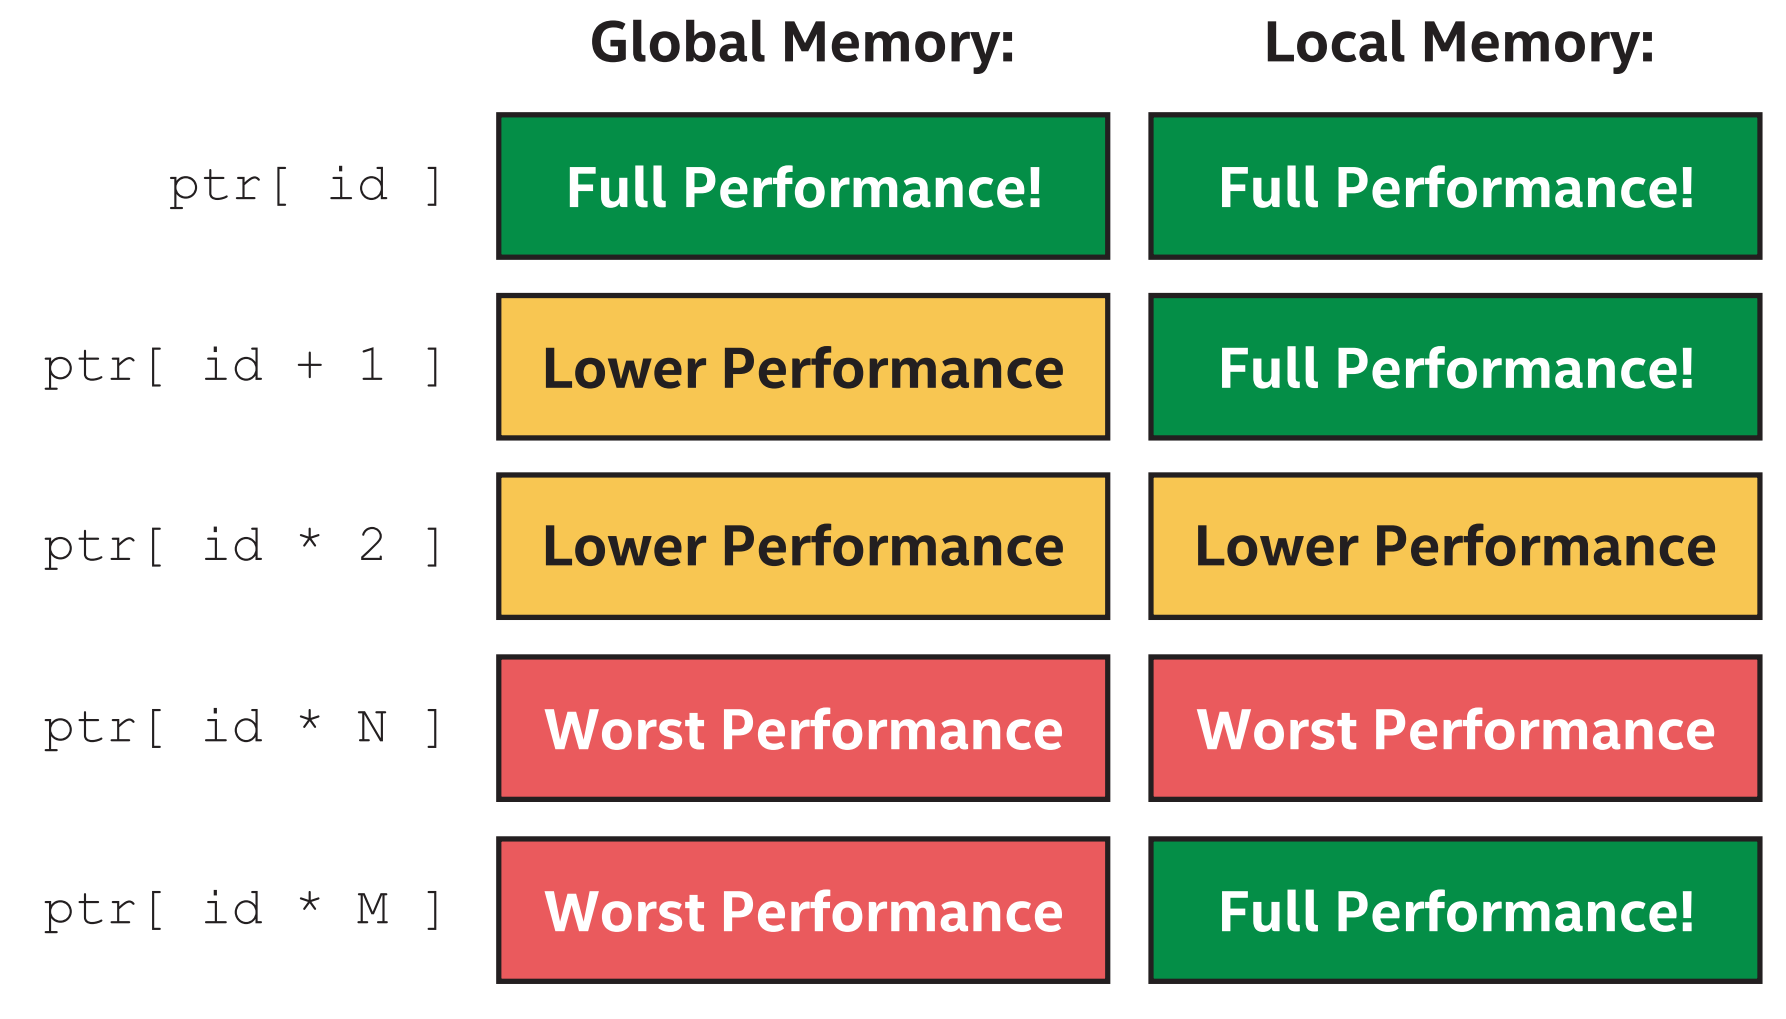 Global Memory: Local Memory:
ptr[ id ] Full Performance! Full Performance!
ptr[ id + 1 ] Lower Performance Full Performance!
ptr[ id * 2 ] Lower Performance Lower Performance
ptr[ id * N ] Worst Performance Worst Performance
ptr[ id * M ] Worst Performance Full Performance!